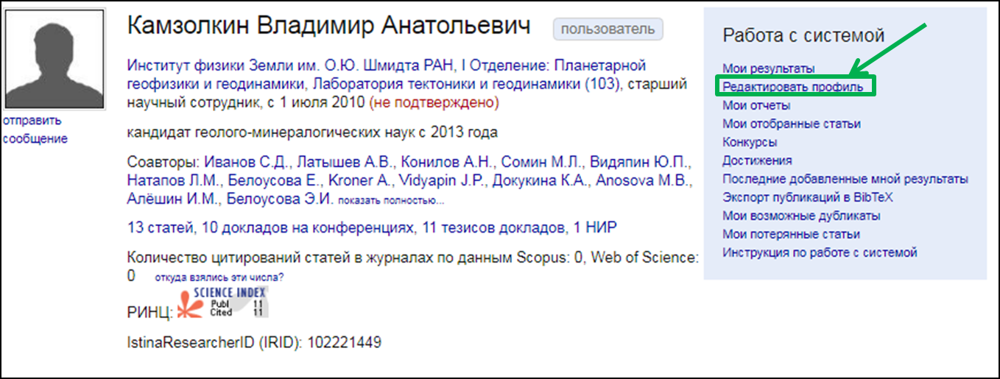 Камзолкин Владимир Анатольевич
пользователь
отправить
сообщение
Институт физики Земли им. О.Ю. Шмидта РАН, I Отделение: Планетарной
геофизики и геодинамики, Лаборатория тектоники и геодинамики (103), старший
научный сотрудник, с 1 июля 2010 (не подтверждено)
кандидат геолого-минералогических наук с 2013 года
Соавторы: Иванов С.Д., Латышев А.В., Конилов А.Н., Сомин М.Л., Видяпин Ю.П.,
Натапов Л.М., Белоусова Е., Kroner A., Vidyapin J.P., Докукина К.А., Anosova M.B.,
Алёшин И.М., Белоусова Э.И. показать полностью...
13 статей, 10 докладов на конференциях, 11 тезисов докладов, 1 НИР
Количество цитирований статей в журналах по данным Scopus: 0, Web of Science:
0 откуда взялись эти числа?
РИНЦ:
SCIENCE INDEX
Publ 11
Cited 11
IstinaResearcherID (IRID): 102221449
Работа с системой
Мои результаты
Редактировать профиль
Мои отчеты
Мои отобранные статьи
Конкурсы
Достижения
Последние добавленные мной результаты
Экспорт публикаций в BibTeX
Мои возможные дубликаты
Мои потерянные статьи
Инструкция по работе с системой